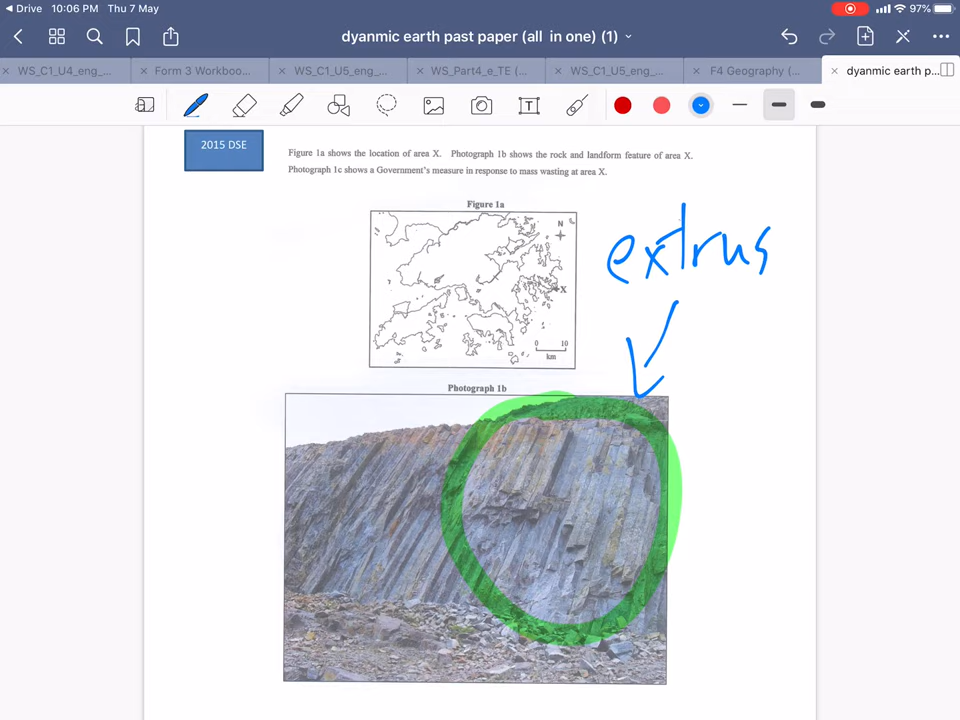 Drive 10:06 PM Thu 7 May 97%
dyanmic earth past paper (all in one) (1)
WS_C1_U4_eng_...
Form 3 Workboo...
WS_C1_U5_eng_...
WS_Part4_e_TE (...
WS_C1_U5_eng_...
F4 Geography (...
dyanmic earth p...
T
2015 DSE
Figure 1a shows the location of area X. Photograph 1b shows the rock and landform feature of area X.
Photograph 1c shows a Government's measure in response to mass wasting at area X.
Figure 1a
N
extrus
X
0 10
km
Photograph 1b